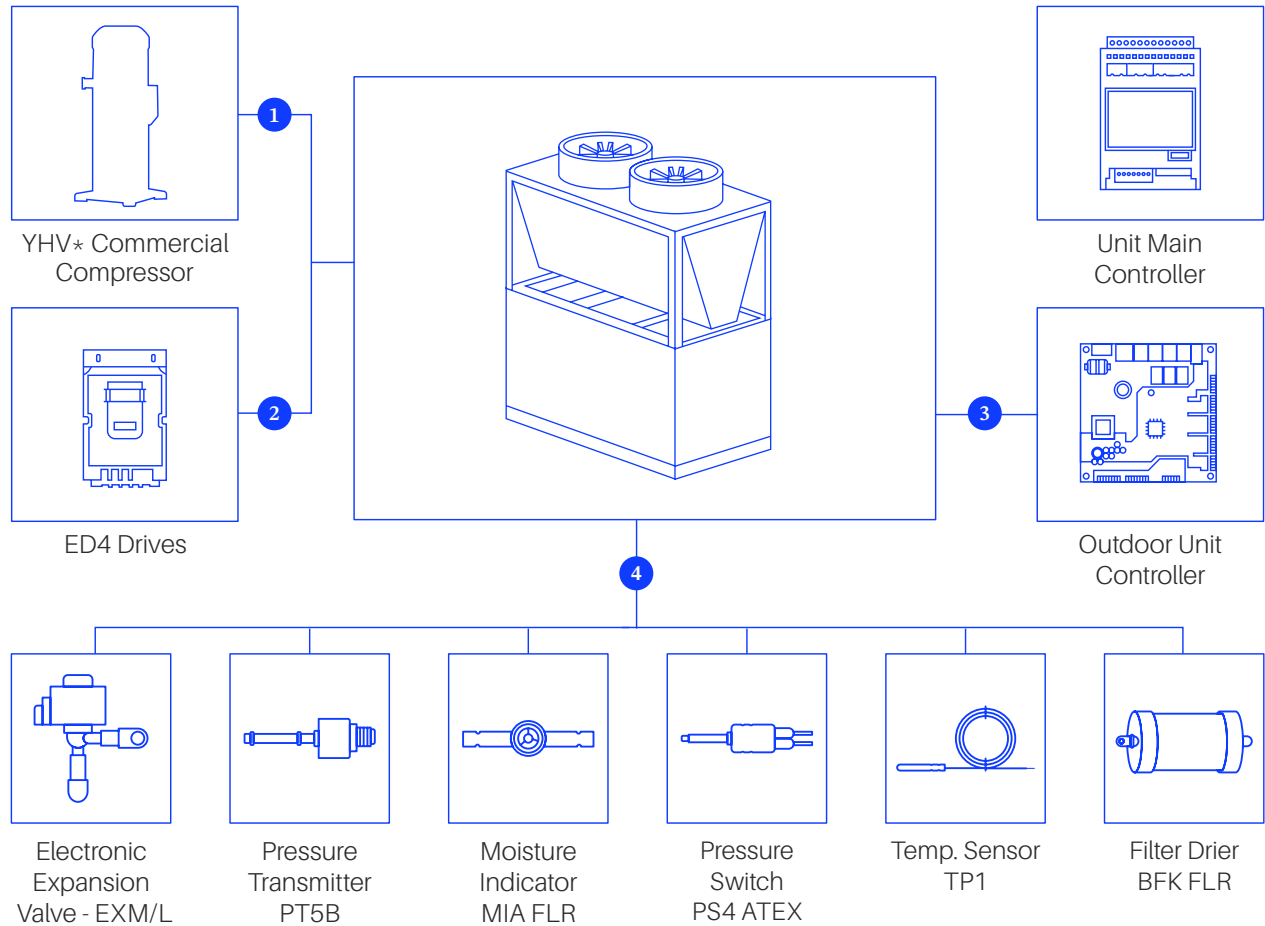 1
YHV* Commercial
Compressor
2
ED4 Drives
Unit Main
Controller
3
Outdoor Unit
Controller
4
Electronic
Expansion
Valve - EXM/L
Pressure
Transmitter
PT5B
Moisture
Indicator
MIA FLR
Pressure
Switch
PS4 ATEX
Temp. Sensor
TP1
Filter Drier
BFK FLR